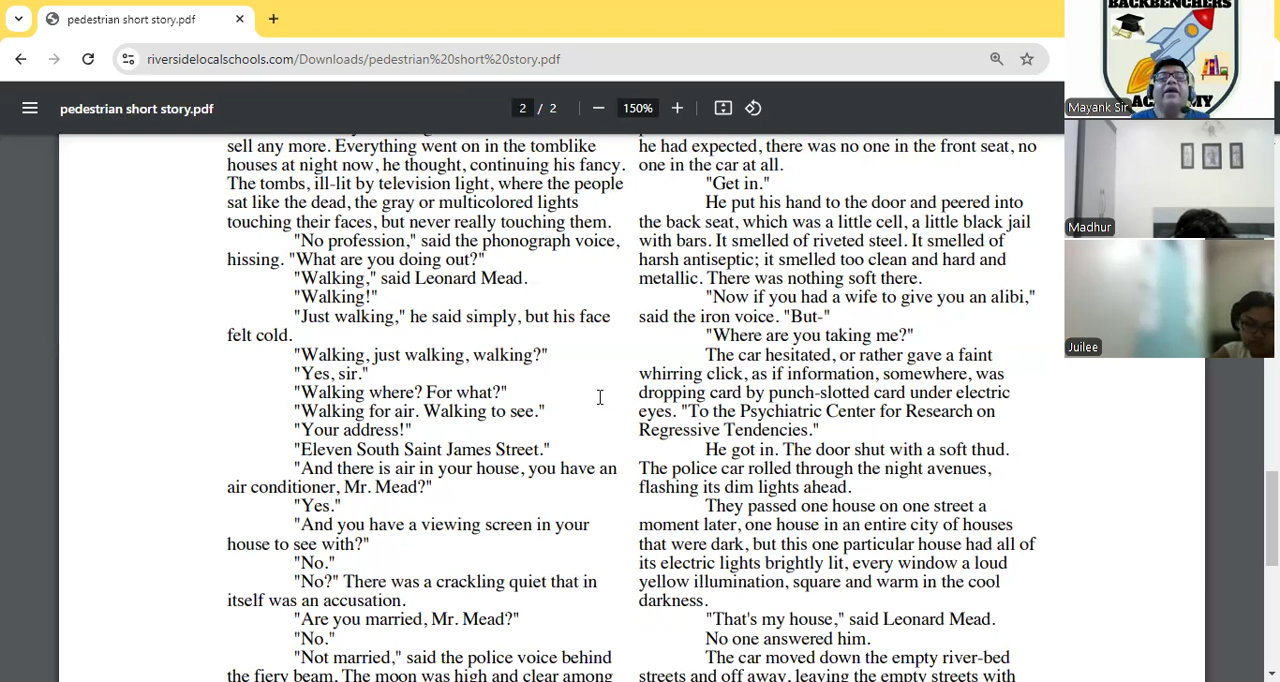 pedestrian short story.pdf
riversidelocalschools.com/Downloads/pedestrian%20short%20story.pdf
pedestrian short story.pdf
2 / 2
150%
BACKBENCHERS
ACADEMY
Mayank Sir
Madhur
Juilee
sell any more. Everything went on in the tomblike
houses at night now, he thought, continuing his fancy.
The tombs, ill-lit by television light, where the people
sat like the dead, the gray or multicolored lights
touching their faces, but never really touching them.
"No profession," said the phonograph voice,
hissing. "What are you doing out?"
"Walking," said Leonard Mead.
"Walking!"
"Just walking," he said simply, but his face
felt cold.
"Walking, just walking, walking?"
"Yes, sir."
"Walking where? For what?"
"Walking for air. Walking to see."
"Your address!"
"Eleven South Saint James Street."
"And there is air in your house, you have an
air conditioner, Mr. Mead?"
"Yes."
"And you have a viewing screen in your
house to see with?"
"No."
"No?" There was a crackling quiet that in
itself was an accusation.
"Are you married, Mr. Mead?"
"No."
"Not married," said the police voice behind
the fiery beam. The moon was high and clear among
he had expected, there was no one in the front seat, no
one in the car at all.
"Get in."
He put his hand to the door and peered into
the back seat, which was a little cell, a little black jail
with bars. It smelled of riveted steel. It smelled of
harsh antiseptic; it smelled too clean and hard and
metallic. There was nothing soft there.
"Now if you had a wife to give you an alibi,"
said the iron voice. "But-"
"Where are you taking me?"
The car hesitated, or rather gave a faint
whirring click, as if information, somewhere, was
dropping card by punch-slotted card under electric
eyes. "To the Psychiatric Center for Research on
Regressive Tendencies."
He got in. The door shut with a soft thud.
The police car rolled through the night avenues,
flashing its dim lights ahead.
They passed one house on one street a
moment later, one house in an entire city of houses
that were dark, but this one particular house had all of
its electric lights brightly lit, every window a loud
yellow illumination, square and warm in the cool
darkness.
"That's my house," said Leonard Mead.
No one answered him.
The car moved down the empty river-bed
streets and off away, leaving the empty streets with